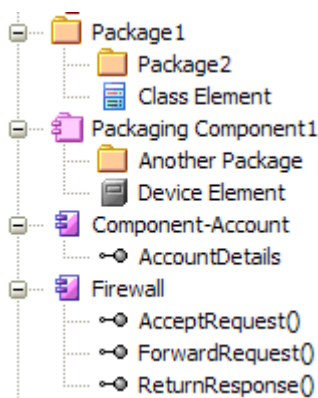 Package1
Package2
Class Element
Packaging Component1
Another Package
Device Element
Component-Account
AccountDetails
Firewall
AcceptRequest()
ForwardRequest()
ReturnResponse()